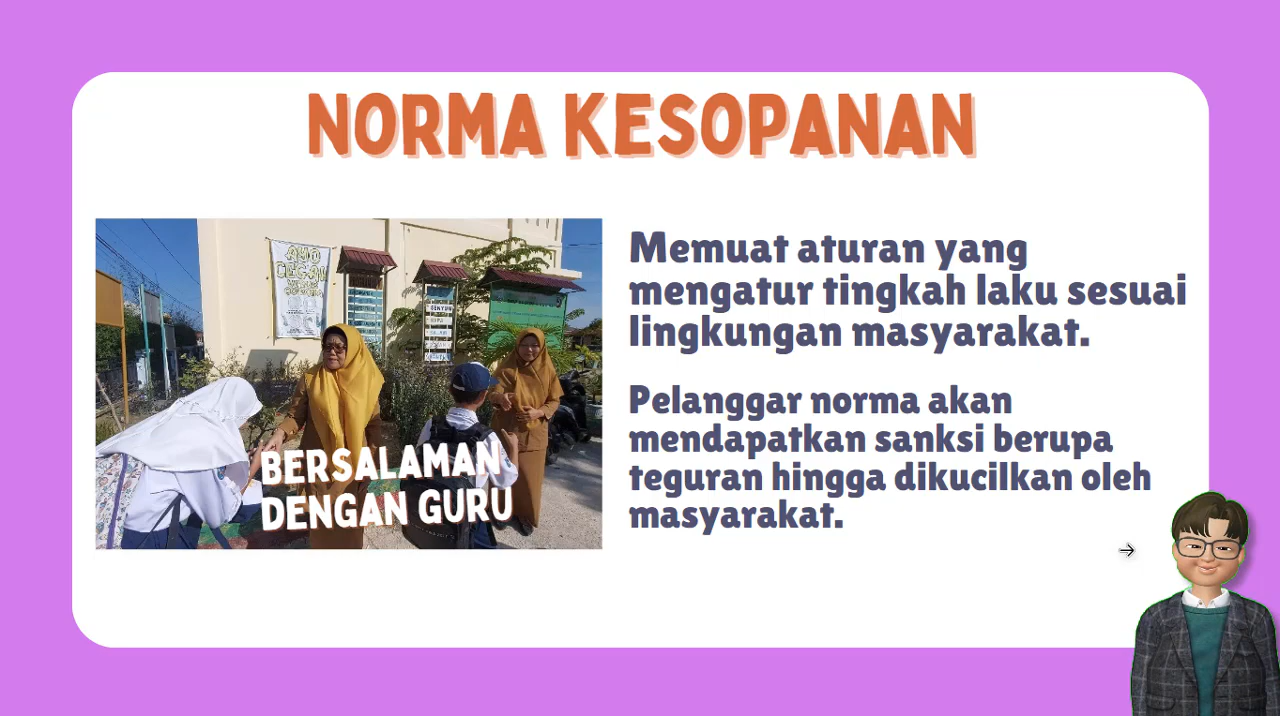 NORMA KESOPANAN
Memuat aturan yang
mengatur tingkah laku sesuai
lingkungan masyarakat.
Pelanggar norma akan
mendapatkan sanksi berupa
teguran hingga dikucilkan oleh
masyarakat.
BERSALAMAN
DENGAN GURU